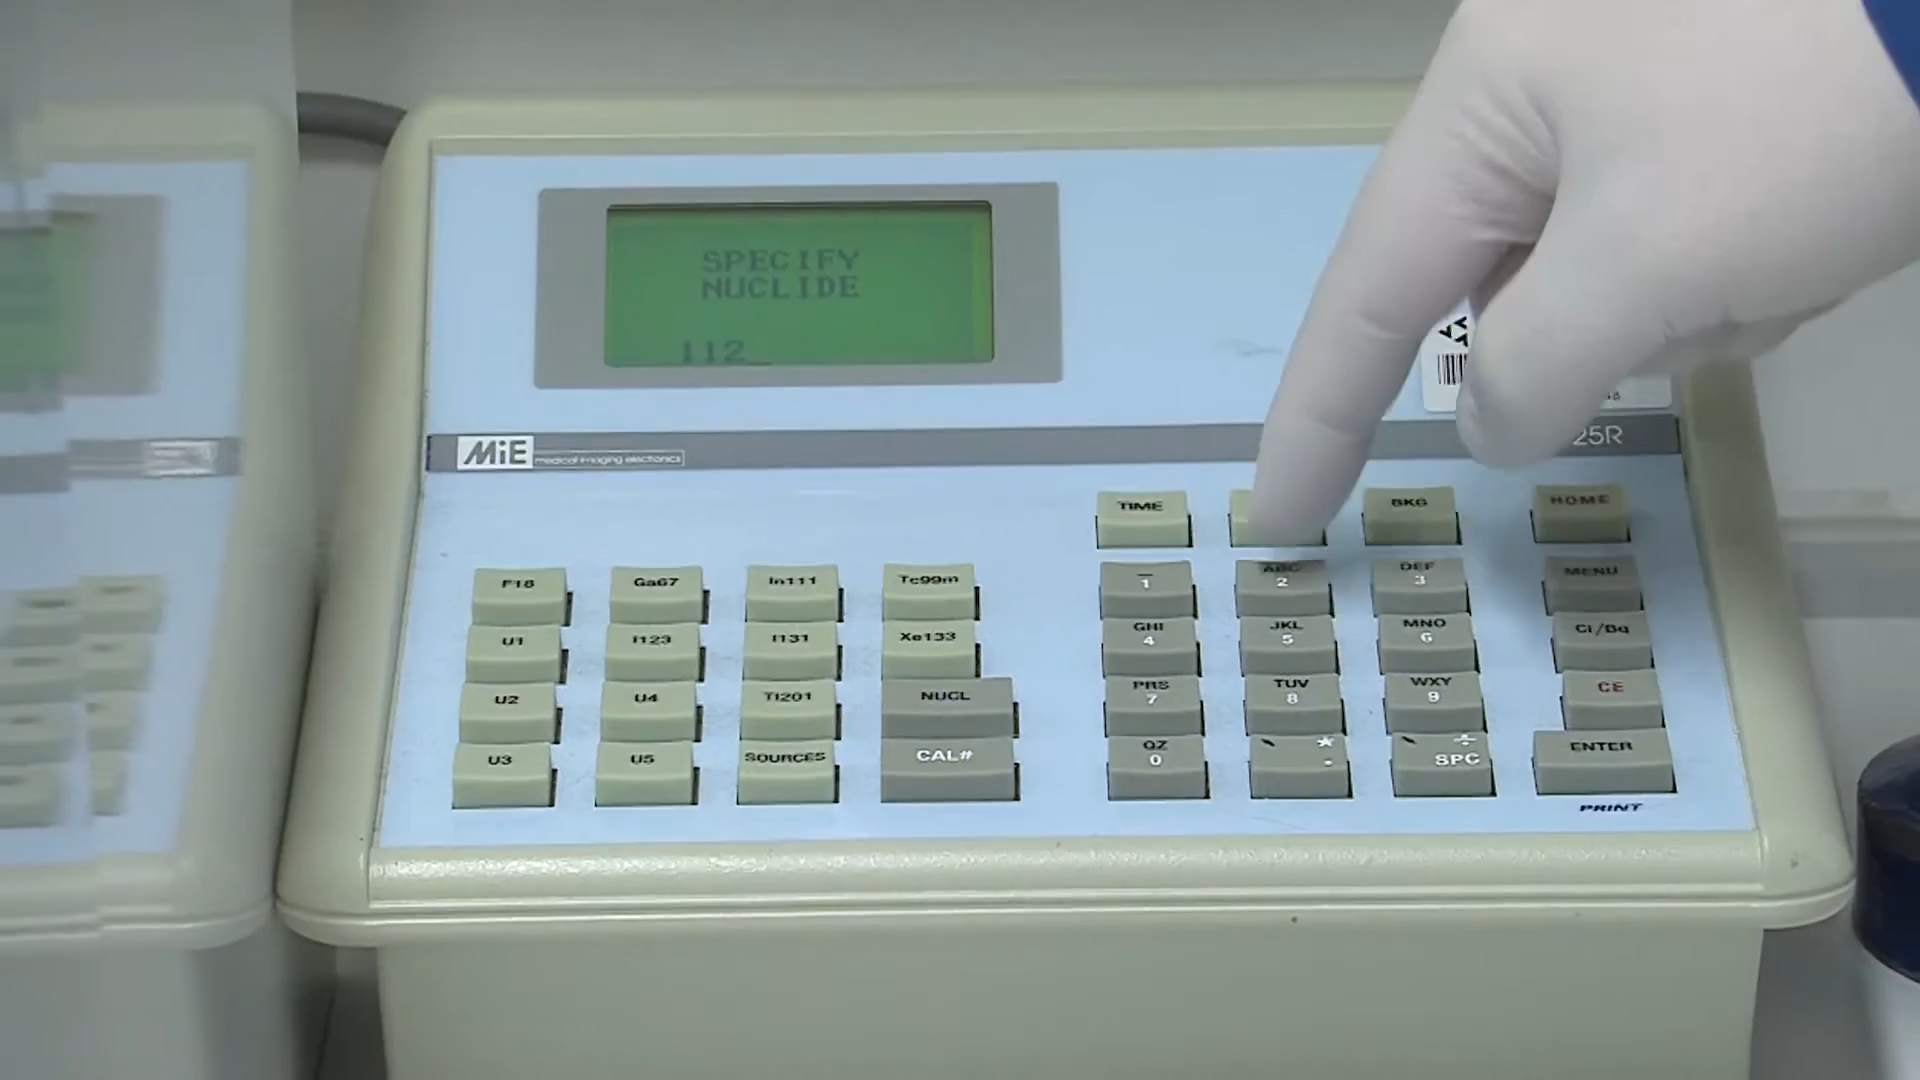 SPECIFY
NUCLIDE
112_
MiE medical imaging electronics
25R
TIME
BKG
HOME
F18 Ga67 In111 Tc99m
1
ABC 2
DEF 3
MENU
U1 I123 I131 Xe133
GHI 4
JKL 5
MNO 6
Ci/Bq
U2 U4 Tl201 NUCL
PRS 7
TUV 8
WXY 9
CE
U3 U5 SOURCES CAL#
QZ 0
SPC
ENTER
PRINT